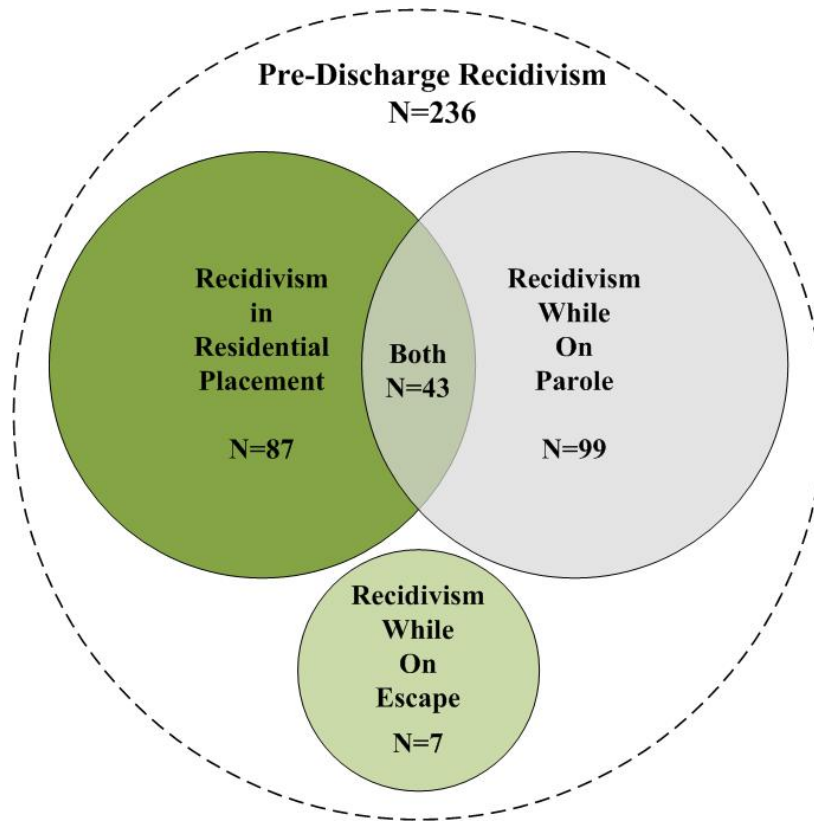 Pre-Discharge Recidivism
N=236
Recidivism
in
Residential
Placement
N=87
Both
N=43
Recidivism
While
On
Parole
N=99
Recidivism
While
On
Escape
N=7